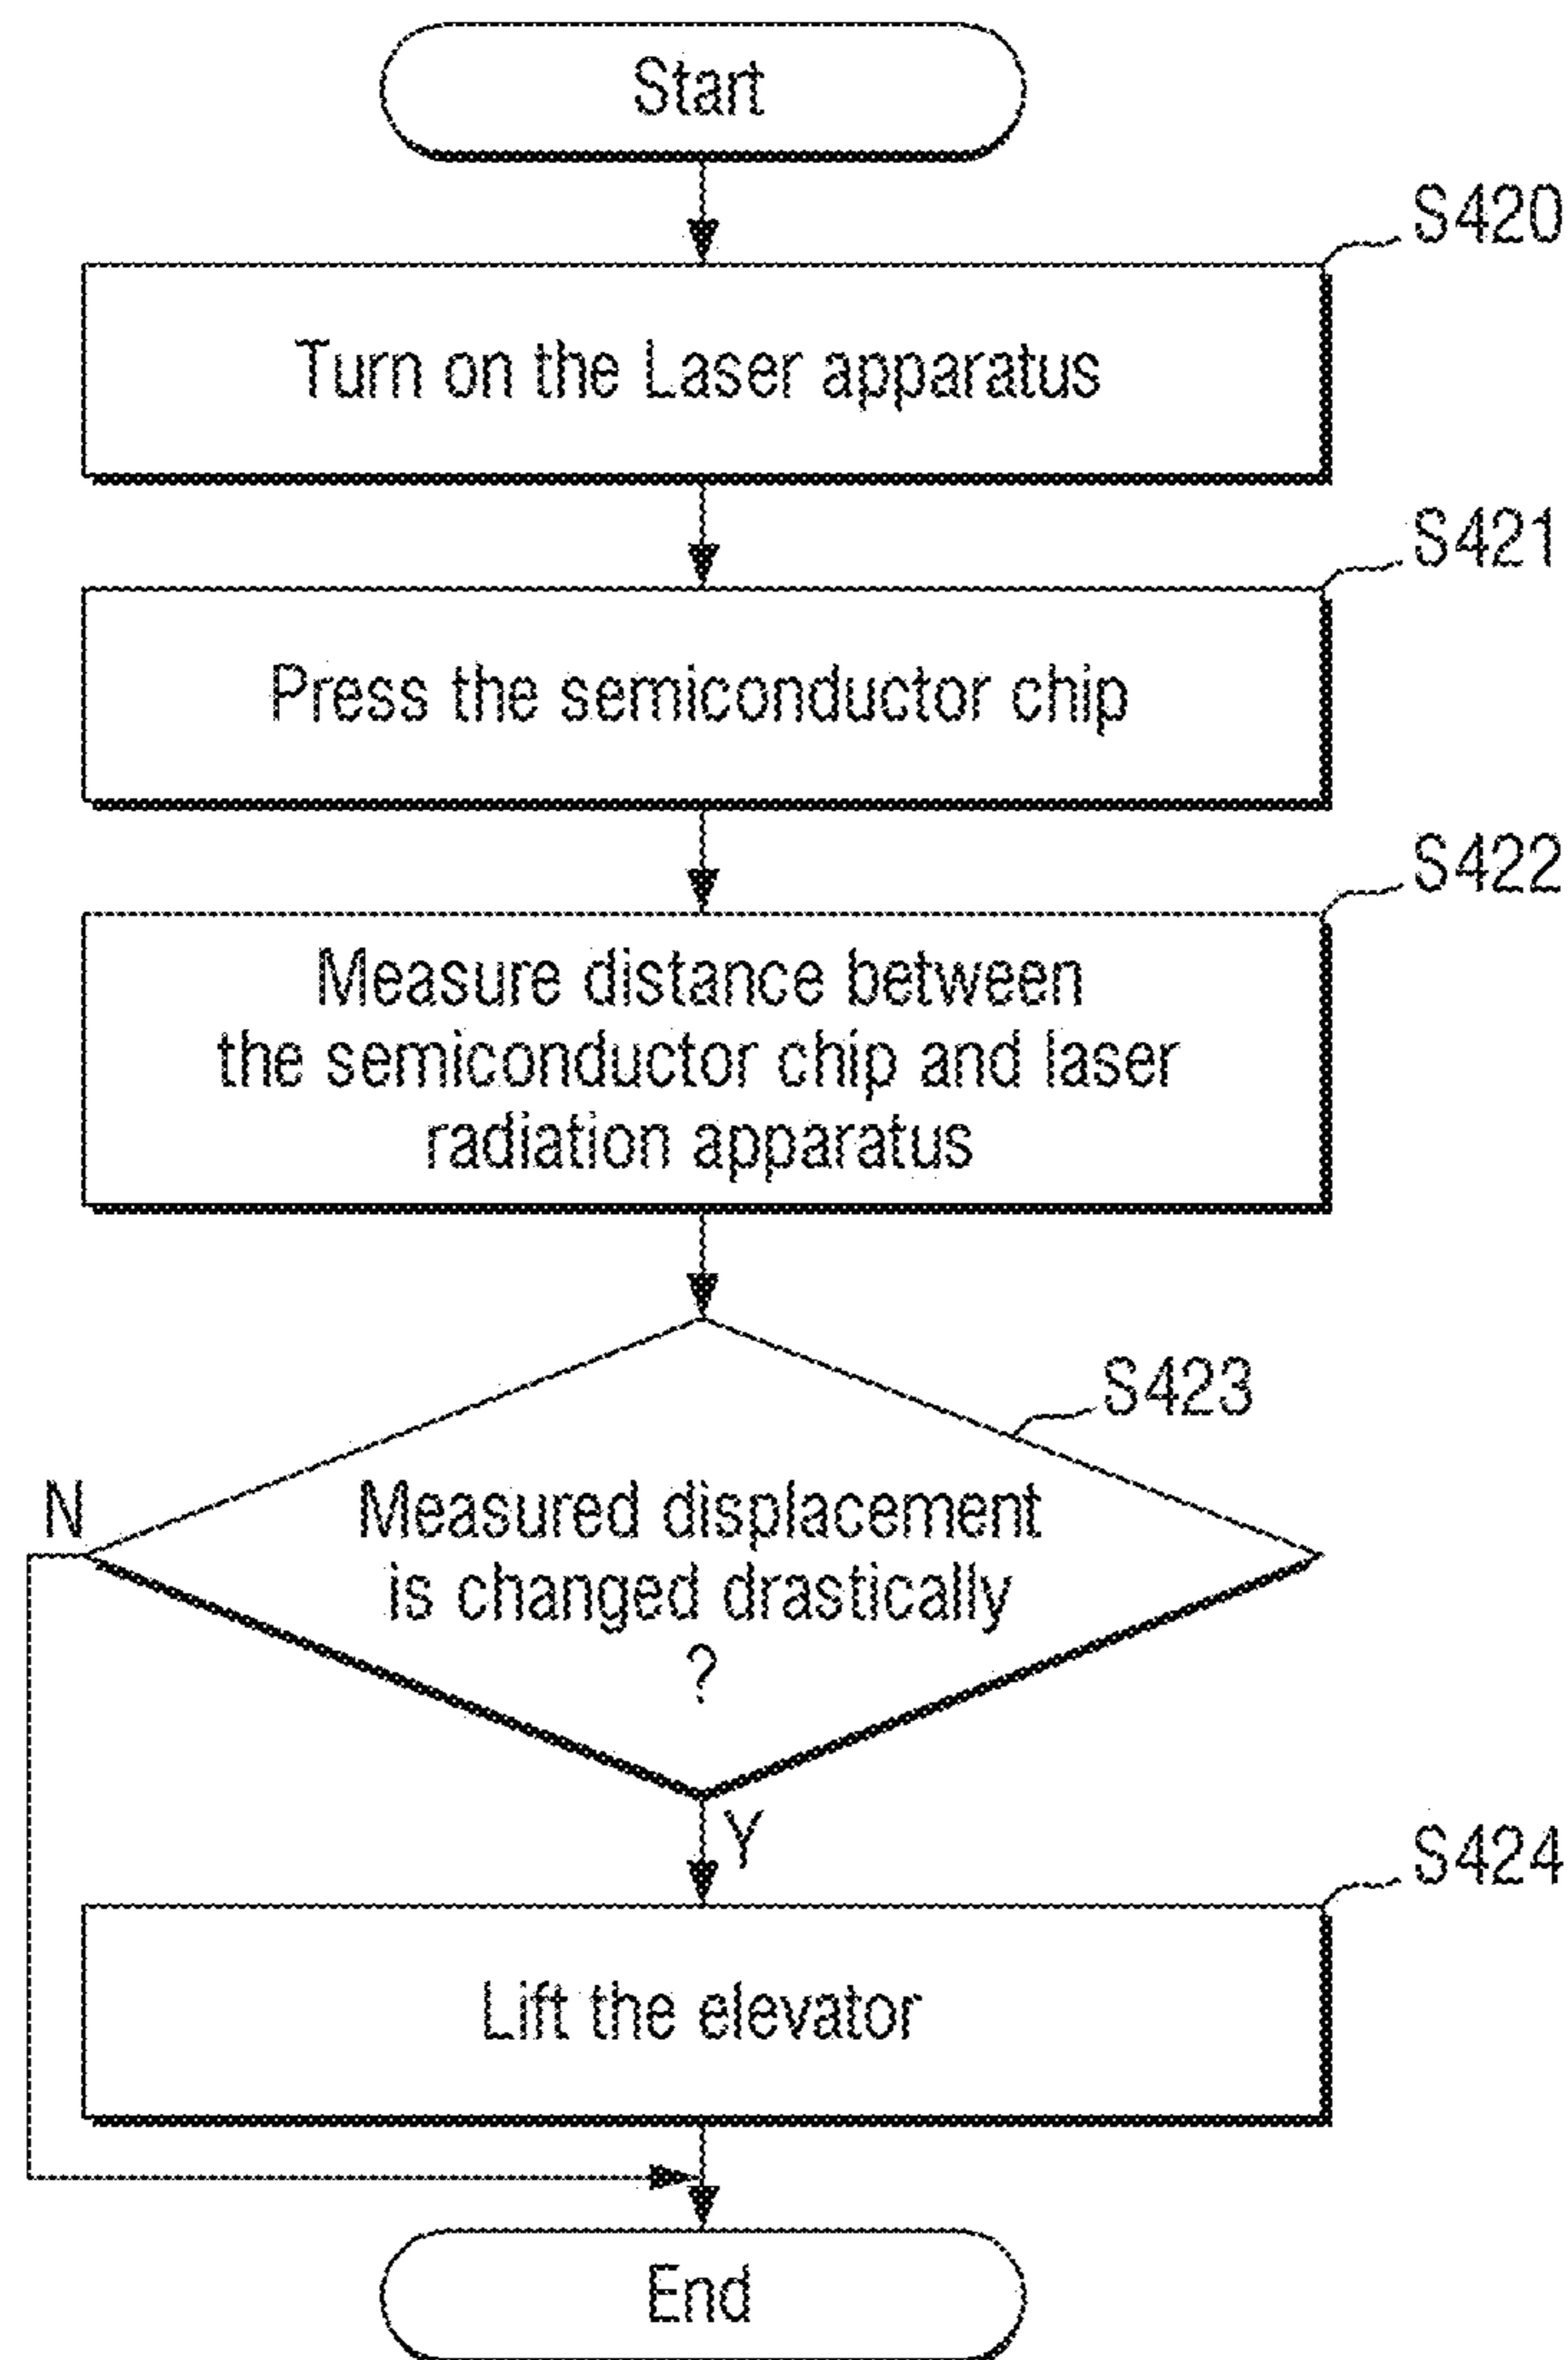 Start
S420
Turn on the Laser apparatus
S421
Press the semiconductor chip
S422
Measure distance between
the semiconductor chip and laser
radiation apparatus
S423
N
Measured displacement
is changed drastically
?
Y
S424
Lift the elevator
End